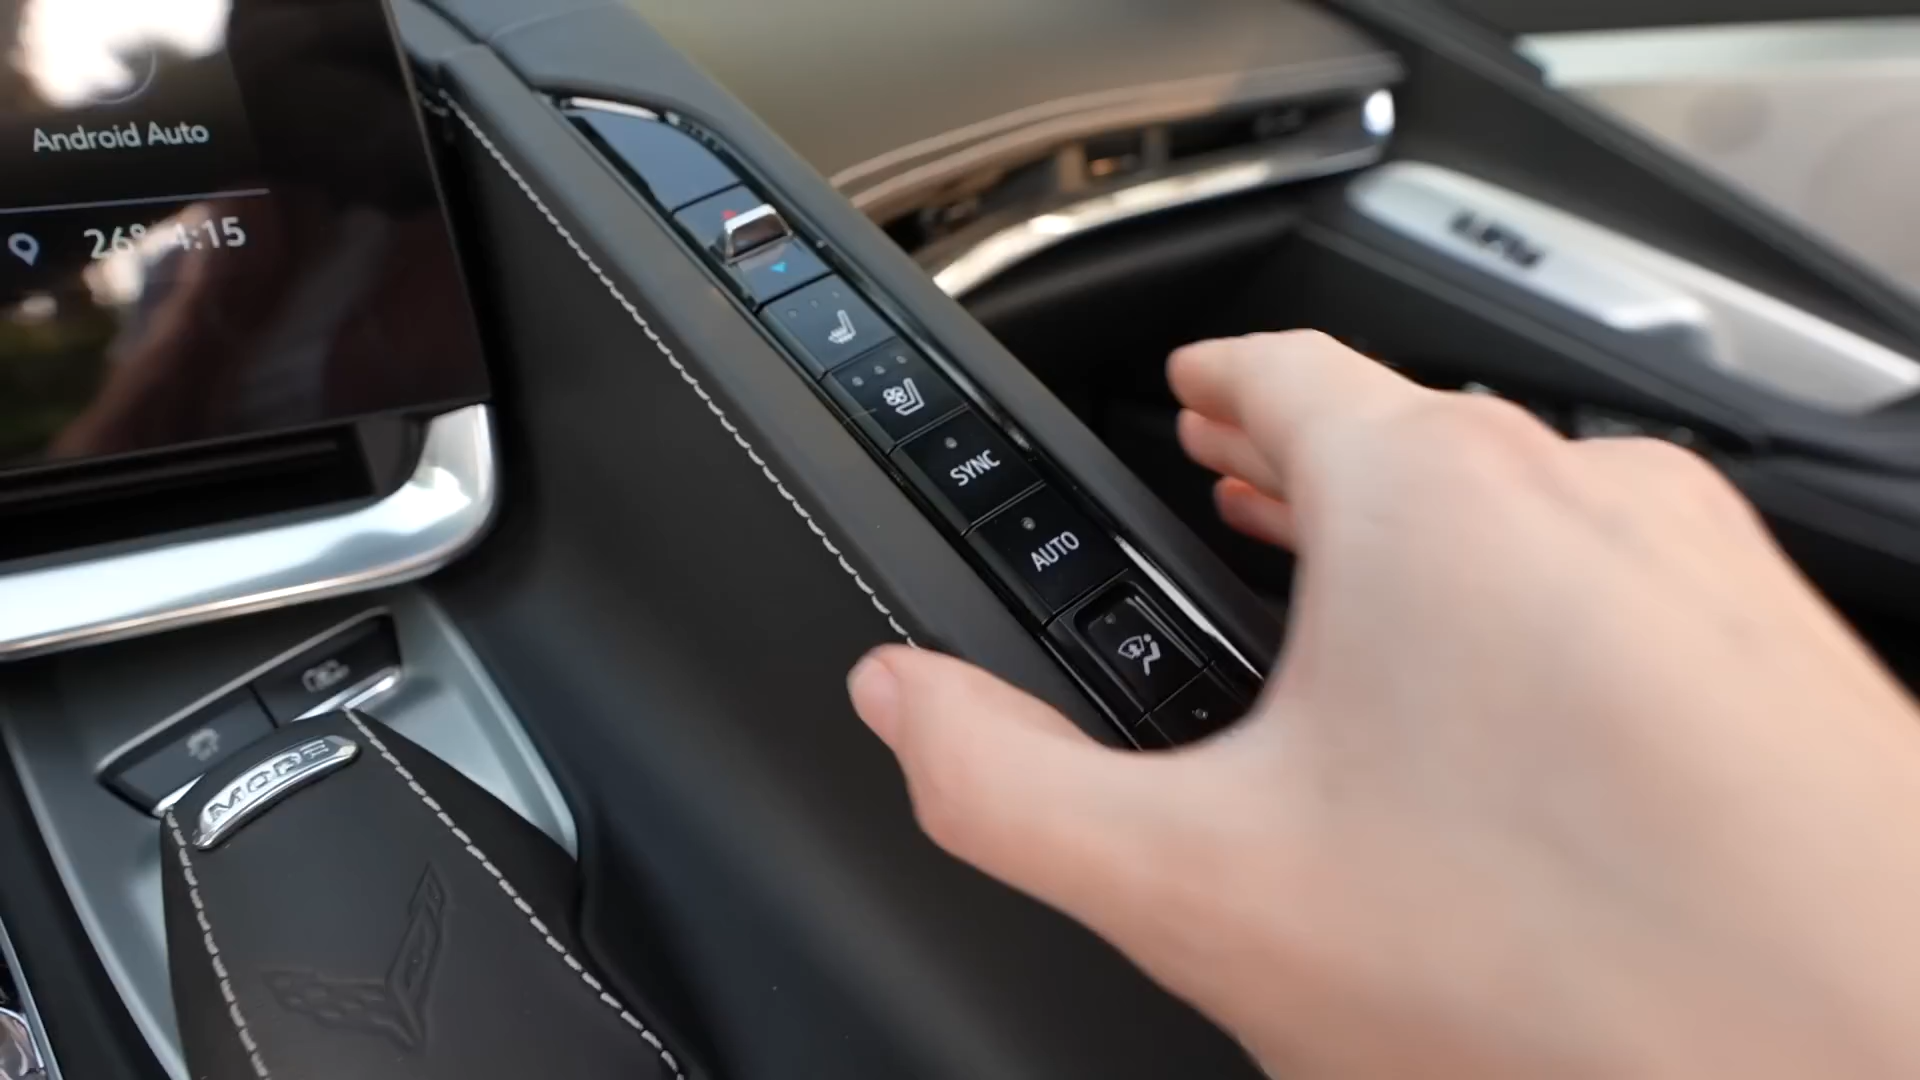 Android Auto
26° 4:15
SYNC
AUTO
MODE